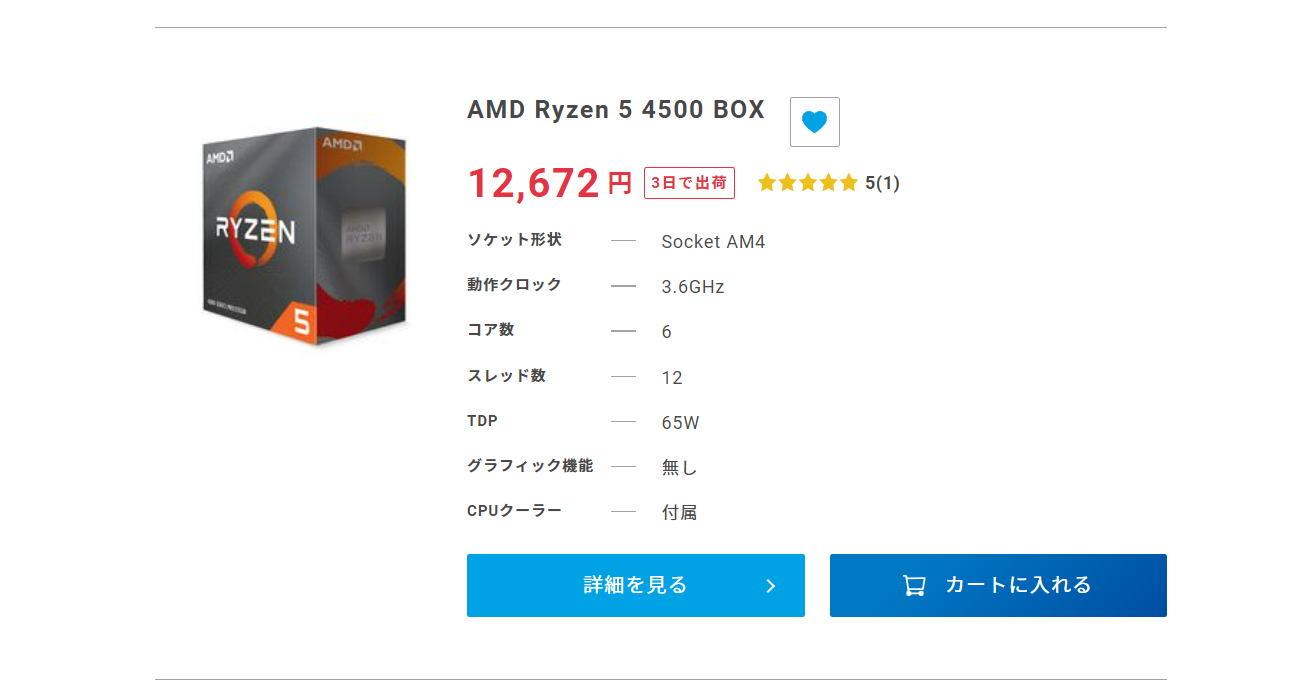 AMD Ryzen 5 4500 BOX
AMD
AMD
RYZEN
5
12,672 円 3日で出荷 5(1)
ソケット形状 Socket AM4
動作クロック 3.6GHz
コア数 6
スレッド数 12
TDP 65W
グラフィック機能 無し
CPUクーラー 付属
詳細を見る
カートに入れる